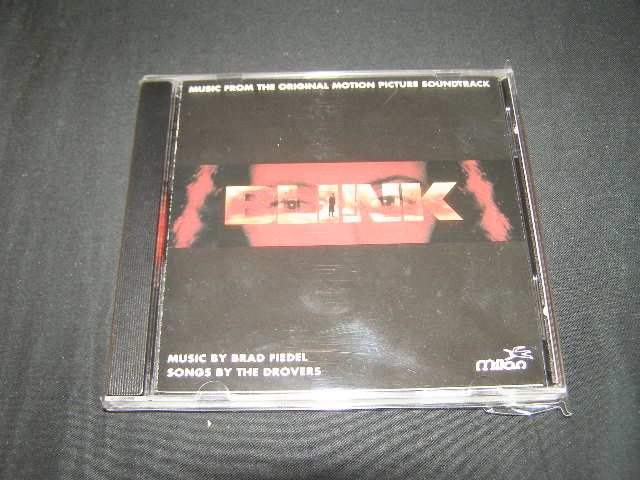 MUSIC FROM THE ORIGINAL MOTION PICTURE SOUNDTRACK
BLINK
MUSIC BY BRAD FIEDEL
SONGS BY THE DROVERS
milan